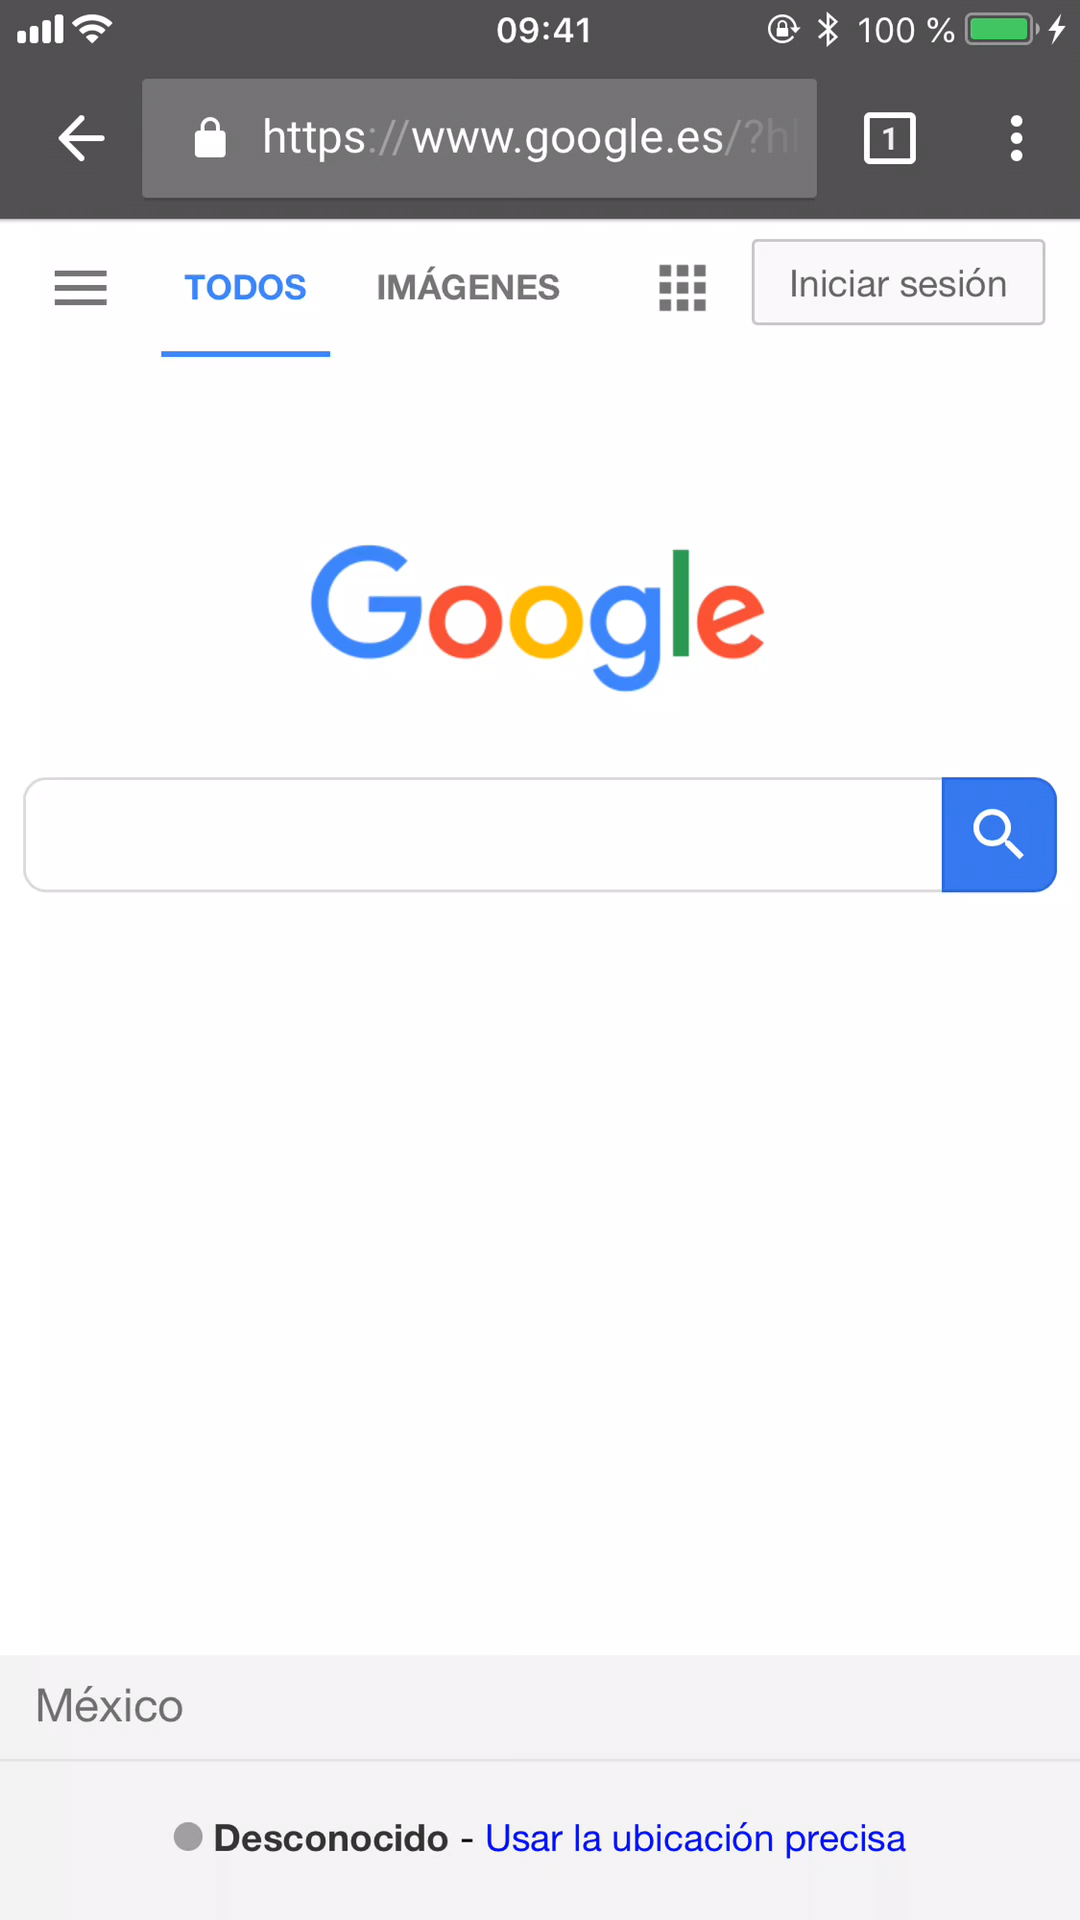 09:41
100 %
https://www.google.es/?h
1
TODOS
IMÁGENES
Iniciar sesión
Google
México
Desconocido - Usar la ubicación precisa